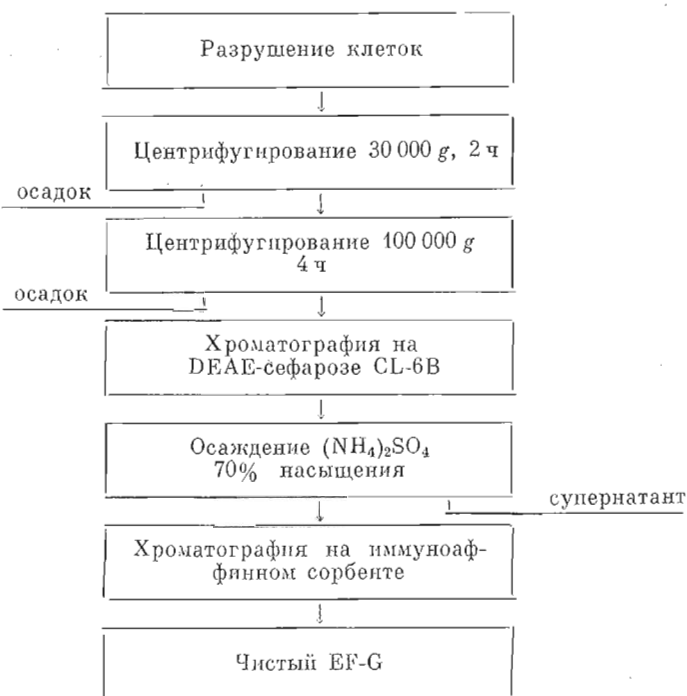 Разрушение клеток
Центрифугирование 30 000 g, 2 ч
осадок
Центрифугирование 100 000 g
4 ч
осадок
Хроматография на
DEAE-сефарозе CL-6B
Осаждение (NH₄)₂SO₄
70% насыщения
супернатант
Хроматография на иммуноаф-
финном сорбенте
Чистый EF-G